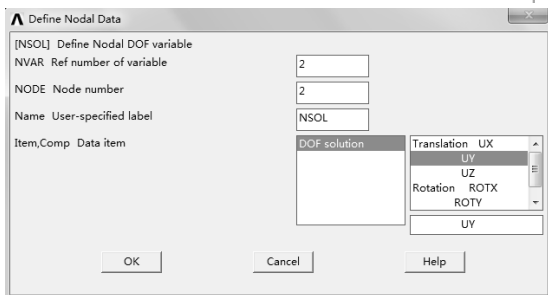 Define Nodal Data
[NSOL] Define Nodal DOF variable
NVAR Ref number of variable 2
NODE Node number 2
Name User-specified label NSOL
Item,Comp Data item DOF solution Translation UX
UY
UZ
Rotation ROTX
ROTY
UY
OK Cancel Help